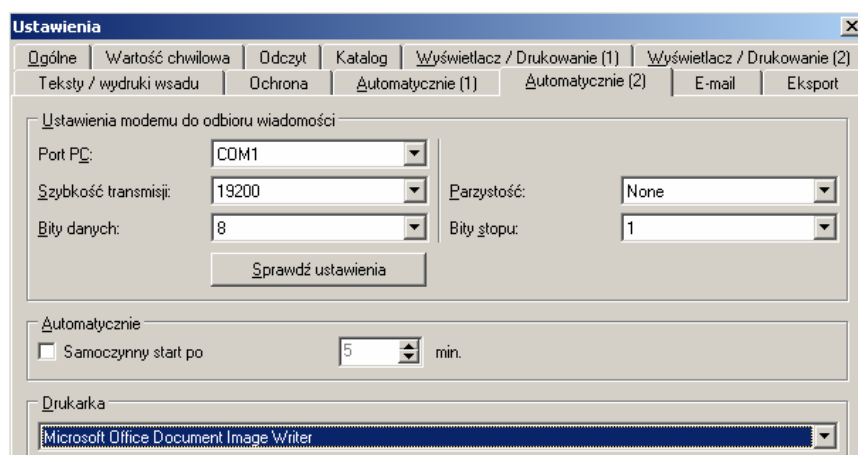 Ustawienia
Ogólne Wartość chwilowa Odczyt Katalog Wyświetlacz / Drukowanie (1) Wyświetlacz / Drukowanie (2)
Teksty / wydruki wsadu Ochrona Automatycznie (1) Automatycznie (2) E-mail Eksport
Ustawienia modemu do odbioru wiadomości
Port PC: COM1
Szybkość transmisji: 19200 Parzystość: None
Bity danych: 8 Bity stopu: 1
Sprawdź ustawienia
Automatycznie
Samoczynny start po 5 min.
Drukarka
Microsoft Office Document Image Writer